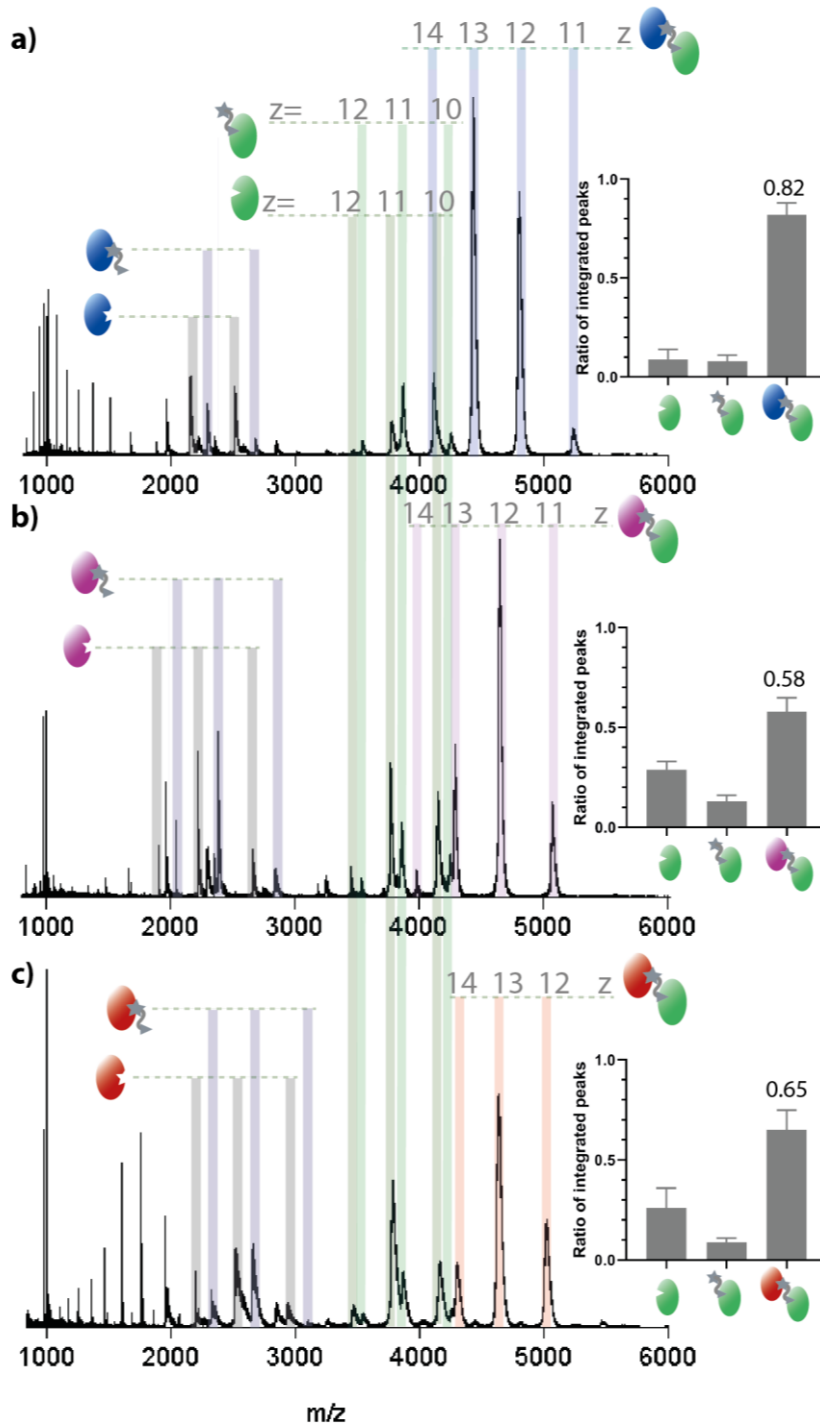 a)
14 13 12 11 z
z= 12 11 10
z= 12 11 10
Ratio of integrated peaks
1.0
0.5
0.0
0.82
1000 2000 3000 4000 5000 6000
b)
14 13 12 11 z
Ratio of integrated peaks
1.0
0.5
0.0
0.58
1000 2000 3000 4000 5000 6000
c)
14 13 12 z
Ratio of integrated peaks
1.0
0.5
0.0
0.65
1000 2000 3000 4000 5000 6000
m/z